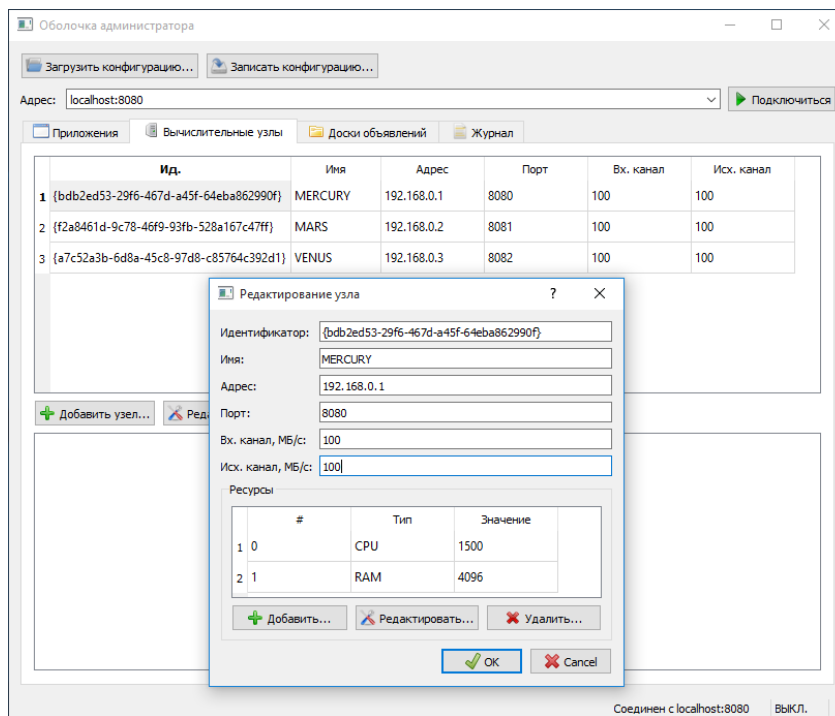 Оболочка администратора
Загрузить конфигурацию... Записать конфигурацию...
Адрес: localhost:8080 Подключиться
Приложения Вычислительные узлы Доски объявлений Журнал
Ид. Имя Адрес Порт Вх. канал Исх. канал
1 {bdb2ed53-29f6-467d-a45f-64eba862990f} MERCURY 192.168.0.1 8080 100 100
2 {f2a8461d-9c78-46f9-93fb-528a167c47ff} MARS 192.168.0.2 8081 100 100
3 {a7c52a3b-6d8a-45c8-97d8-c85764c392d1} VENUS 192.168.0.3 8082 100 100
Добавить узел... Ред
Редактирование узла ?
Идентификатор: {bdb2ed53-29f6-467d-a45f-64eba862990f}
Имя: MERCURY
Адрес: 192.168.0.1
Порт: 8080
Вх. канал, МБ/с: 100
Исх. канал, МБ/с: 100
Ресурсы
# Тип Значение
1 0 CPU 1500
2 1 RAM 4096
Добавить... Редактировать... Удалить...
OK Cancel
Соединен с localhost:8080 ВЫКЛ.